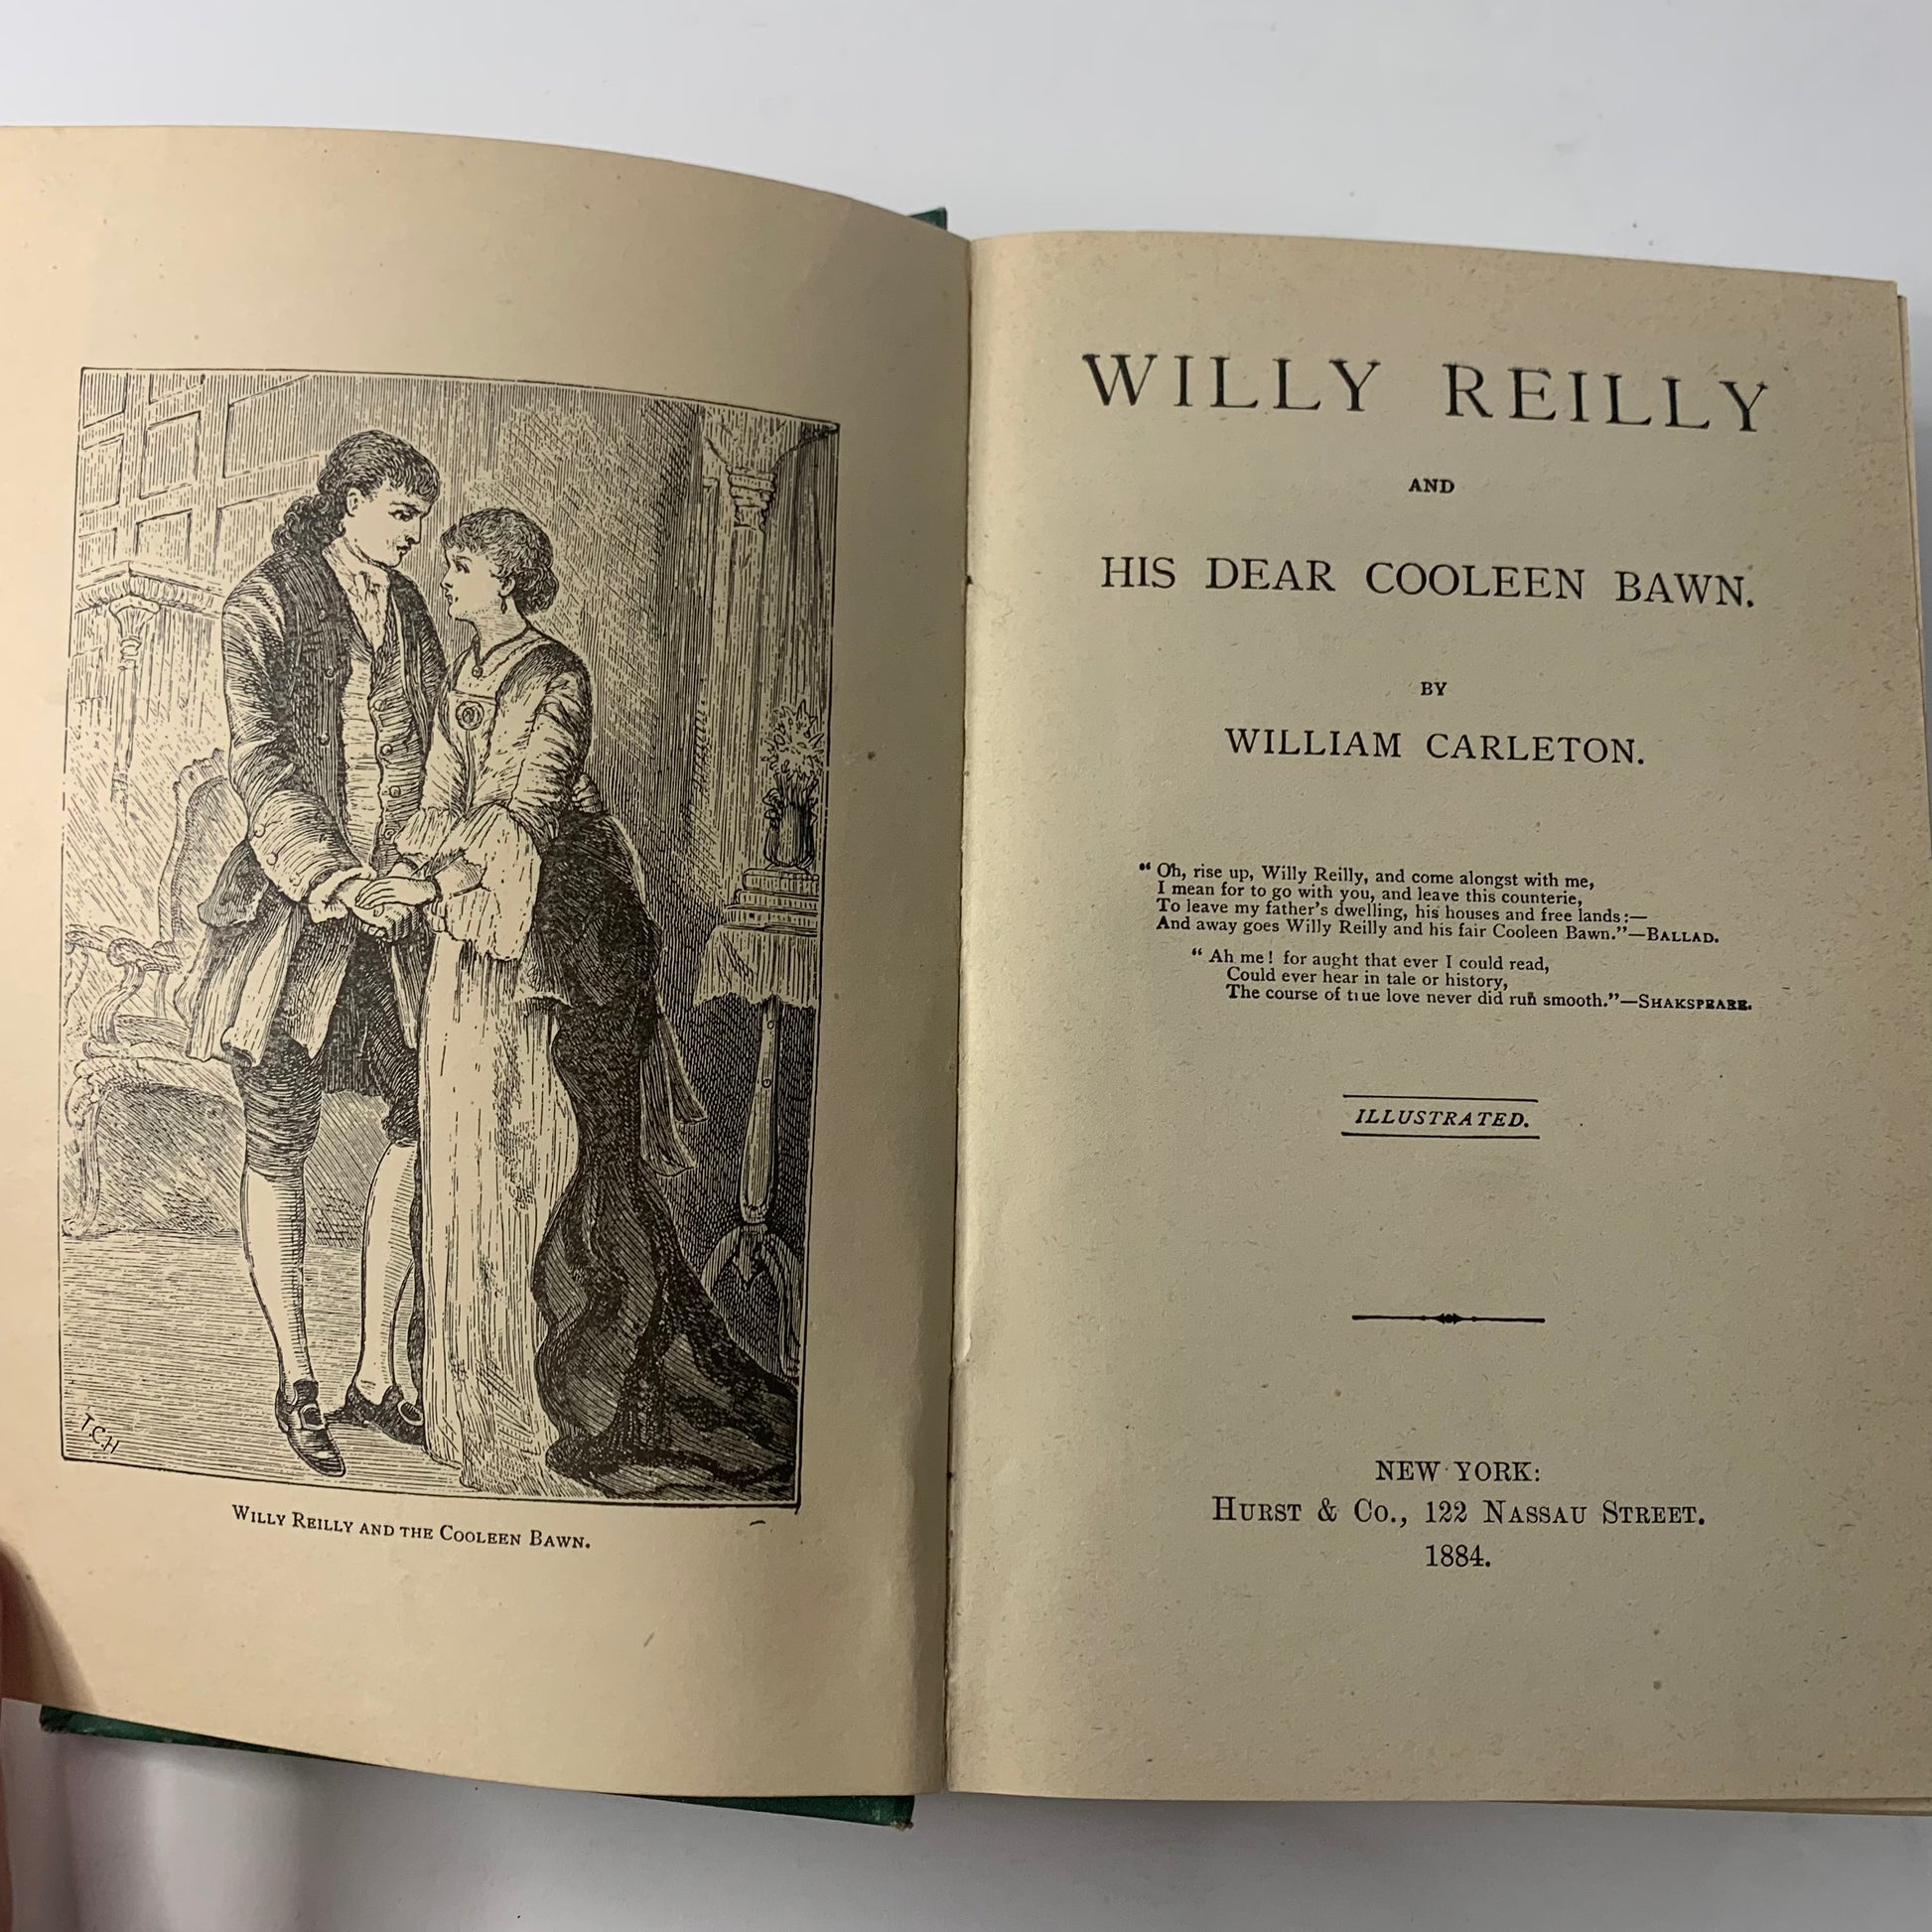 T.C.H
WILLY REILLY AND THE COOLEEN BAWN.
WILLY REILLY
AND
HIS DEAR COOLEEN BAWN.
BY
WILLIAM CARLETON.
“Oh, rise up, Willy Reilly, and come alongst with me,
I mean for to go with you, and leave this counterie,
To leave my father's dwelling, his houses and free lands:—
And away goes Willy Reilly and his fair Cooleen Bawn.”—BALLAD.
“Ah me! for aught that ever I could read,
Could ever hear in tale or history,
The course of true love never did run smooth.”—SHAKSPEARE.
ILLUSTRATED.
NEW YORK:
HURST & Co., 122 NASSAU STREET.
1884.